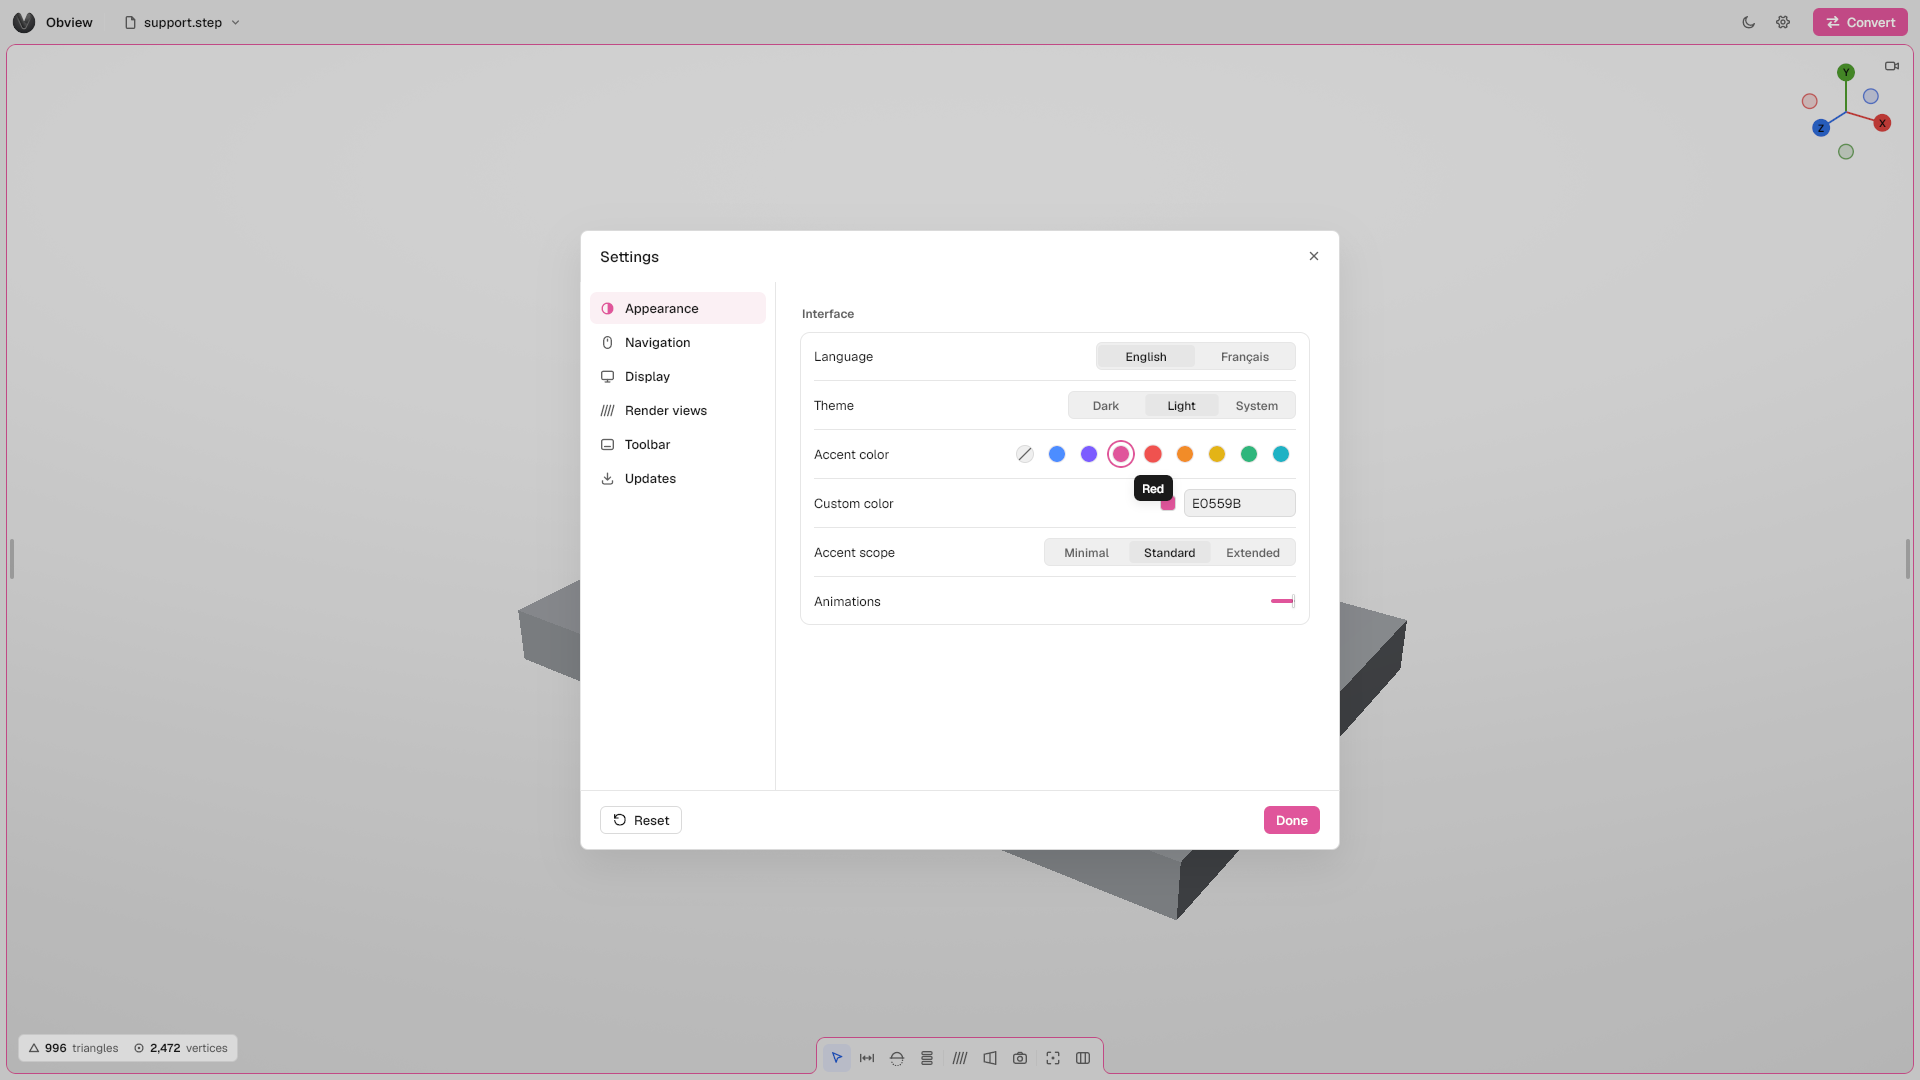 Obview
support.step
Convert
Y
X
Z
Settings
Appearance
Navigation
Display
Render views
Toolbar
Updates
Interface
Language
English
Français
Theme
Dark
Light
System
Accent color
Red
Custom color
E0559B
Accent scope
Minimal
Standard
Extended
Animations
Reset
Done
996 triangles
2,472 vertices